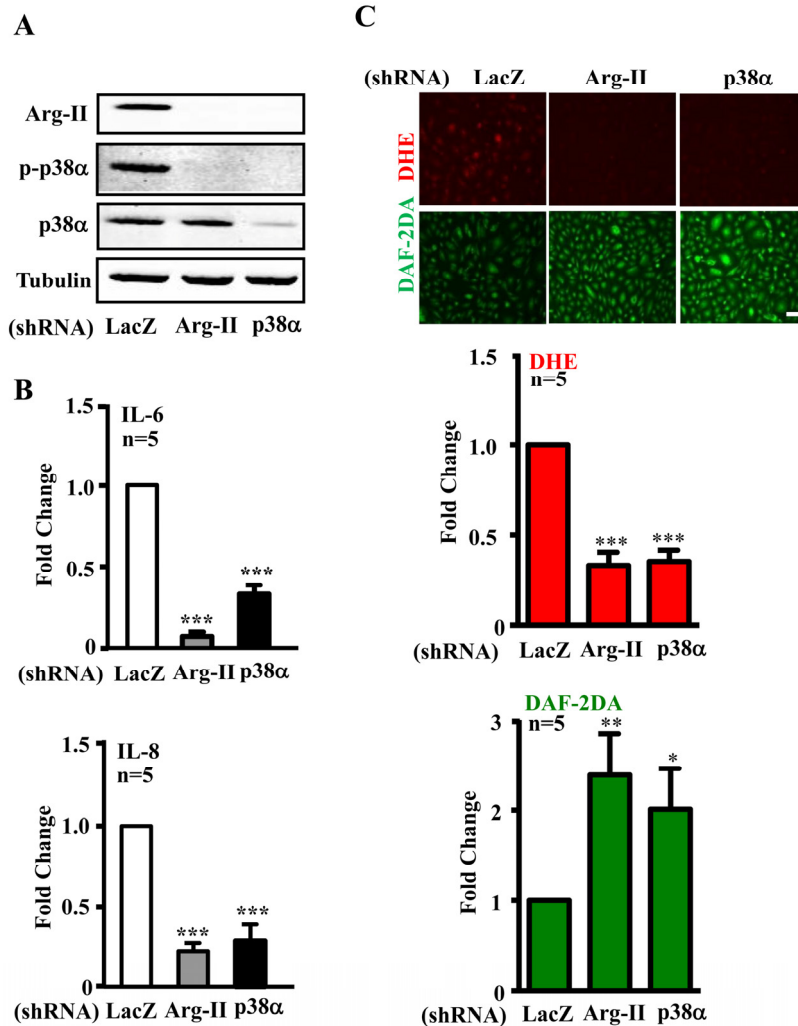 A
Arg-II
p-p38α
p38α
Tubulin
(shRNA) LacZ Arg-II p38α
B
1.5
1.0
0.5
0
Fold Change
IL-6
n=5
***
***
(shRNA) LacZ Arg-II p38α
1.5
1.0
0.5
0
Fold Change
IL-8
n=5
***
***
(shRNA) LacZ Arg-II p38α
C
(shRNA) LacZ Arg-II p38α
DHE
DAF-2DA
1.5
1.0
0.5
0
Fold Change
DHE
n=5
***
***
(shRNA) LacZ Arg-II p38α
3
2
1
0
Fold Change
DAF-2DA
n=5
**
*
(shRNA) LacZ Arg-II p38α